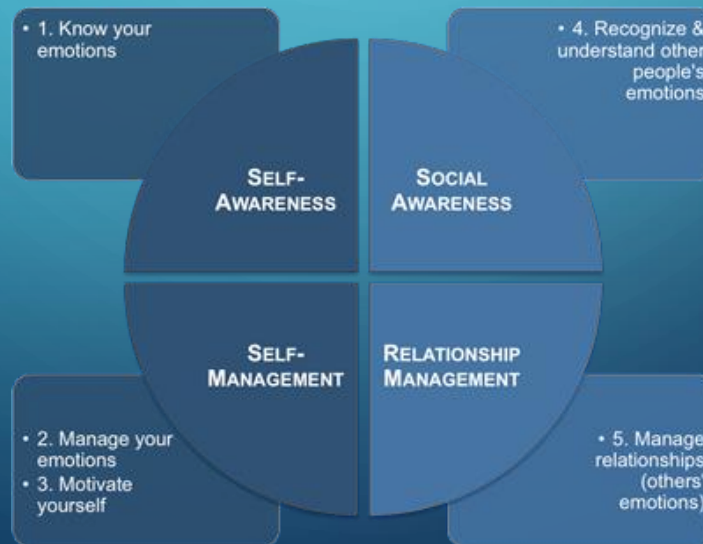 • 1. Know your
emotions
• 4. Recognize &
understand other
people's
emotions
SELF-
AWARENESS
SOCIAL
AWARENESS
SELF-
MANAGEMENT
RELATIONSHIP
MANAGEMENT
• 2. Manage your
emotions
• 3. Motivate
yourself
• 5. Manage
relationships
(others'
emotions)